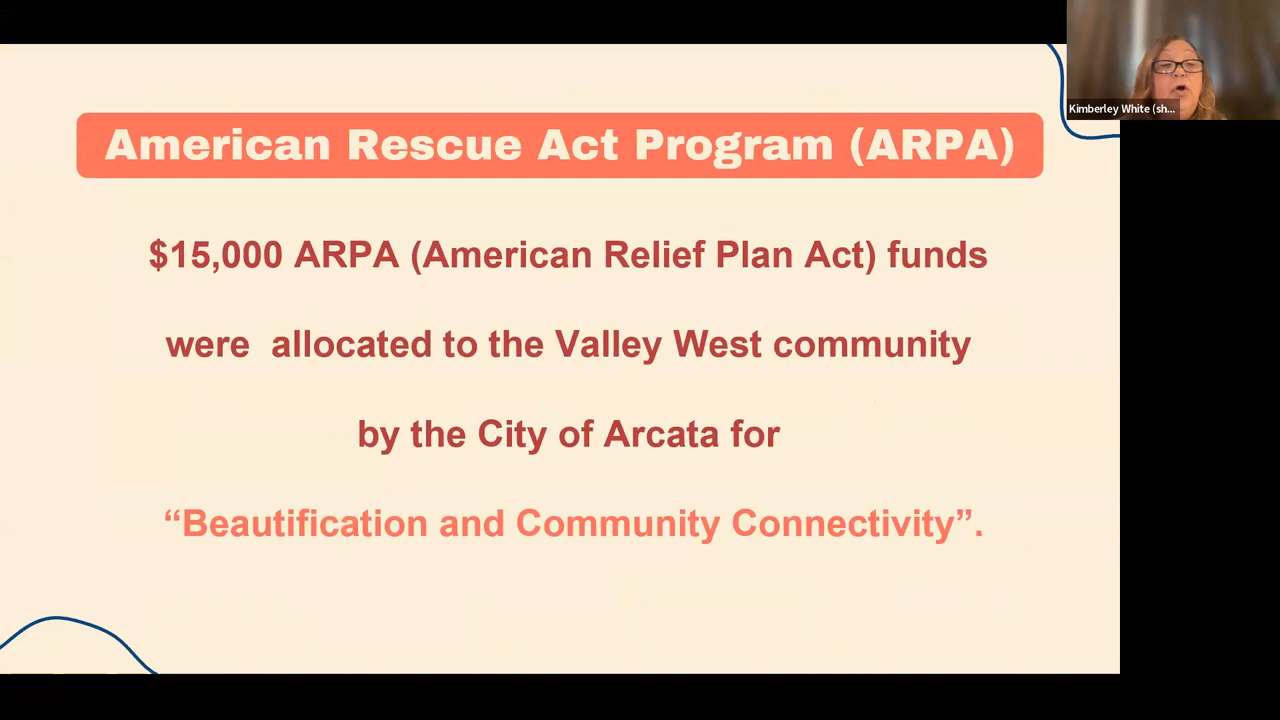 American Rescue Act Program (ARPA)
$15,000 ARPA (American Relief Plan Act) funds
were allocated to the Valley West community
by the City of Arcata for
“Beautification and Community Connectivity”.
Kimberley White (sh...